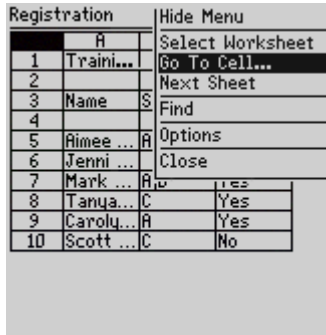 Registration
Hide Menu
Select Worksheet
Go To Cell...
Next Sheet
Find
Options
Close
A
1 Traini...
2
3 Name S
4
5 Aimee ... A
6 Jenni ...
7 Mark ... A,B Yes
8 Tanya... C Yes
9 Caroly... A Yes
10 Scott ... C No